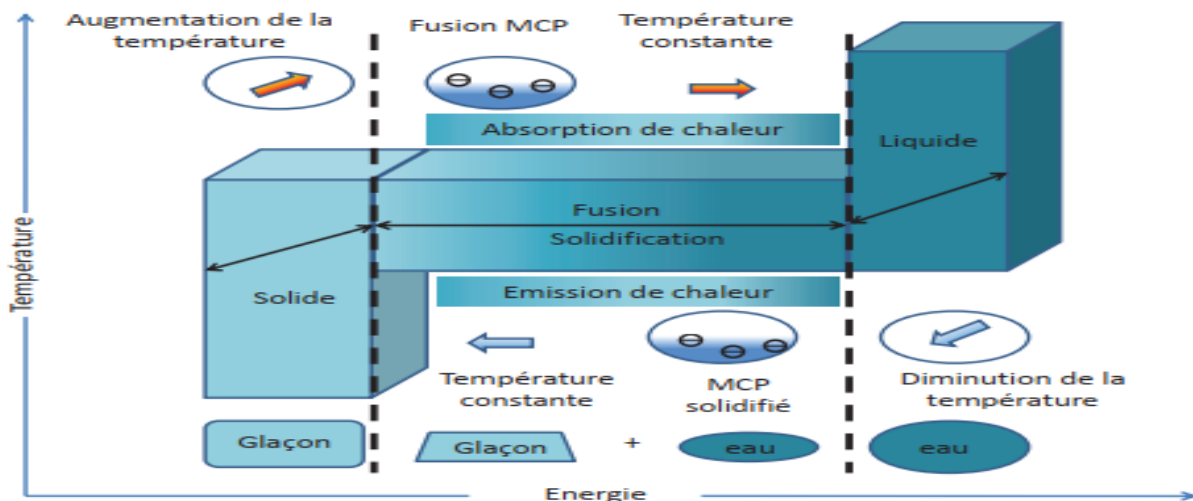 Augmentation de la
température
Fusion MCP
Température
constante
Absorption de chaleur
Liquide
Fusion
Solidification
Solide
Emission de chaleur
Température
constante
MCP
solidifié
Diminution de la
température
Glaçon
Glaçon
+
eau
eau
Température
Energie